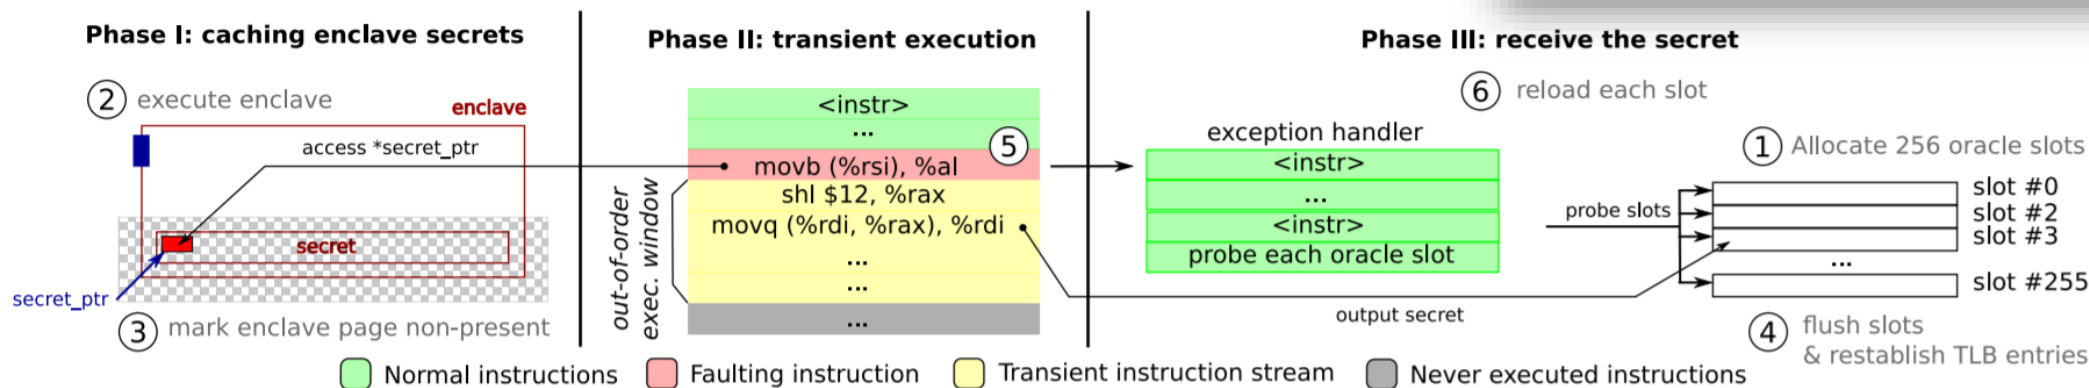 Phase I: caching enclave secrets
② execute enclave
enclave
access *secret_ptr
secret
secret_ptr
③ mark enclave page non-present
Phase II: transient execution
<instr>
...
movb (%rsi), %al
⑤
shl $12, %rax
movq (%rdi, %rax), %rdi
...
...
...
out-of-order
exec. window
Phase III: receive the secret
⑥ reload each slot
exception handler
<instr>
...
<instr>
probe each oracle slot
① Allocate 256 oracle slots
probe slots
slot #0
slot #2
slot #3
...
slot #255
output secret
④ flush slots
& restablish TLB entries
Normal instructions
Faulting instruction
Transient instruction stream
Never executed instructions